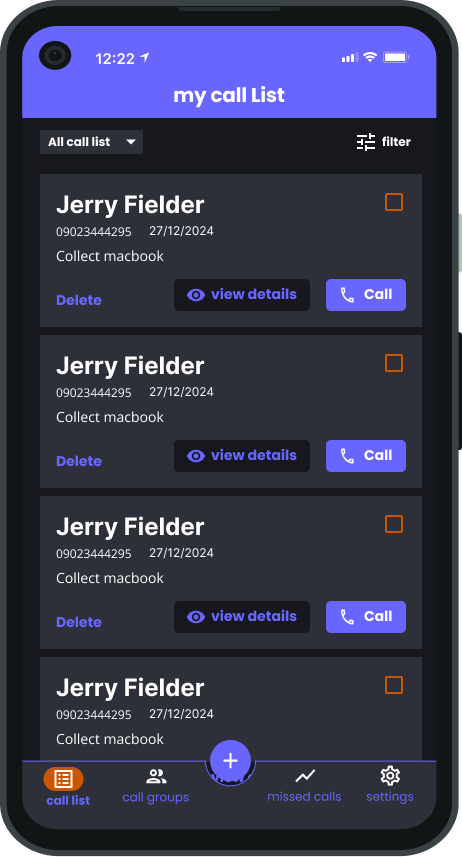 12:22
my call List
All call list
filter
Jerry Fielder
09023444295 27/12/2024
Collect macbook
Delete
view details
Call
Jerry Fielder
09023444295 27/12/2024
Collect macbook
Delete
view details
Call
Jerry Fielder
09023444295 27/12/2024
Collect macbook
Delete
view details
Call
Jerry Fielder
09023444295 27/12/2024
Collect macbook
call list
call groups
missed calls
settings